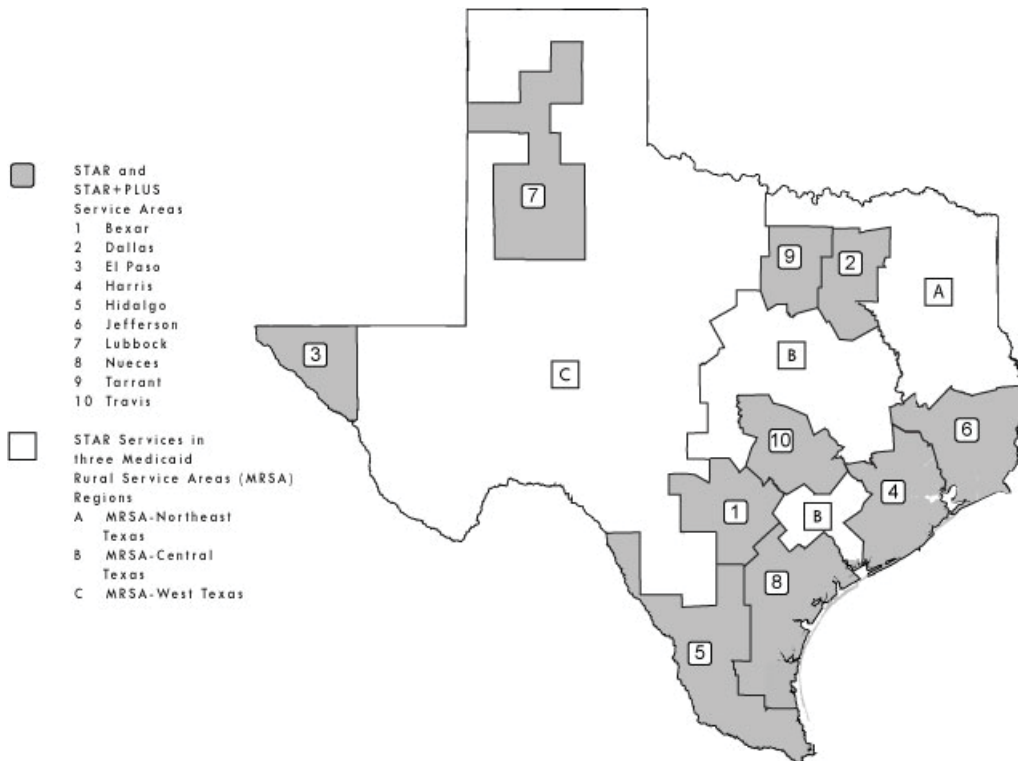 STAR and
STAR+PLUS
Service Areas
1 Bexar
2 Dallas
3 El Paso
4 Harris
5 Hidalgo
6 Jefferson
7 Lubbock
8 Nueces
9 Tarrant
10 Travis
STAR Services in
three Medicaid
Rural Service Areas (MRSA)
Regions
A MRSA-Northeast
Texas
B MRSA-Central
Texas
C MRSA-West Texas
7
9
2
A
3
B
C
10
6
4
1
B
8
5